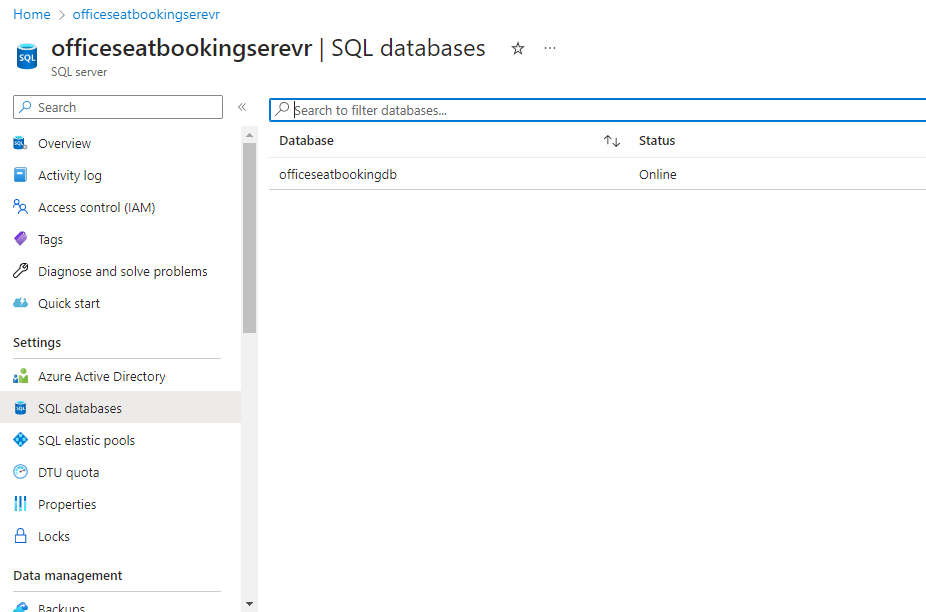 Home > officeseatbookingserevr
officeseatbookingserevr | SQL databases
SQL server
Search
Search to filter databases...
Overview
Activity log
Access control (IAM)
Tags
Diagnose and solve problems
Quick start
Settings
Azure Active Directory
SQL databases
SQL elastic pools
DTU quota
Properties
Locks
Data management
Backups
Database Status
officeseatbookingdb Online